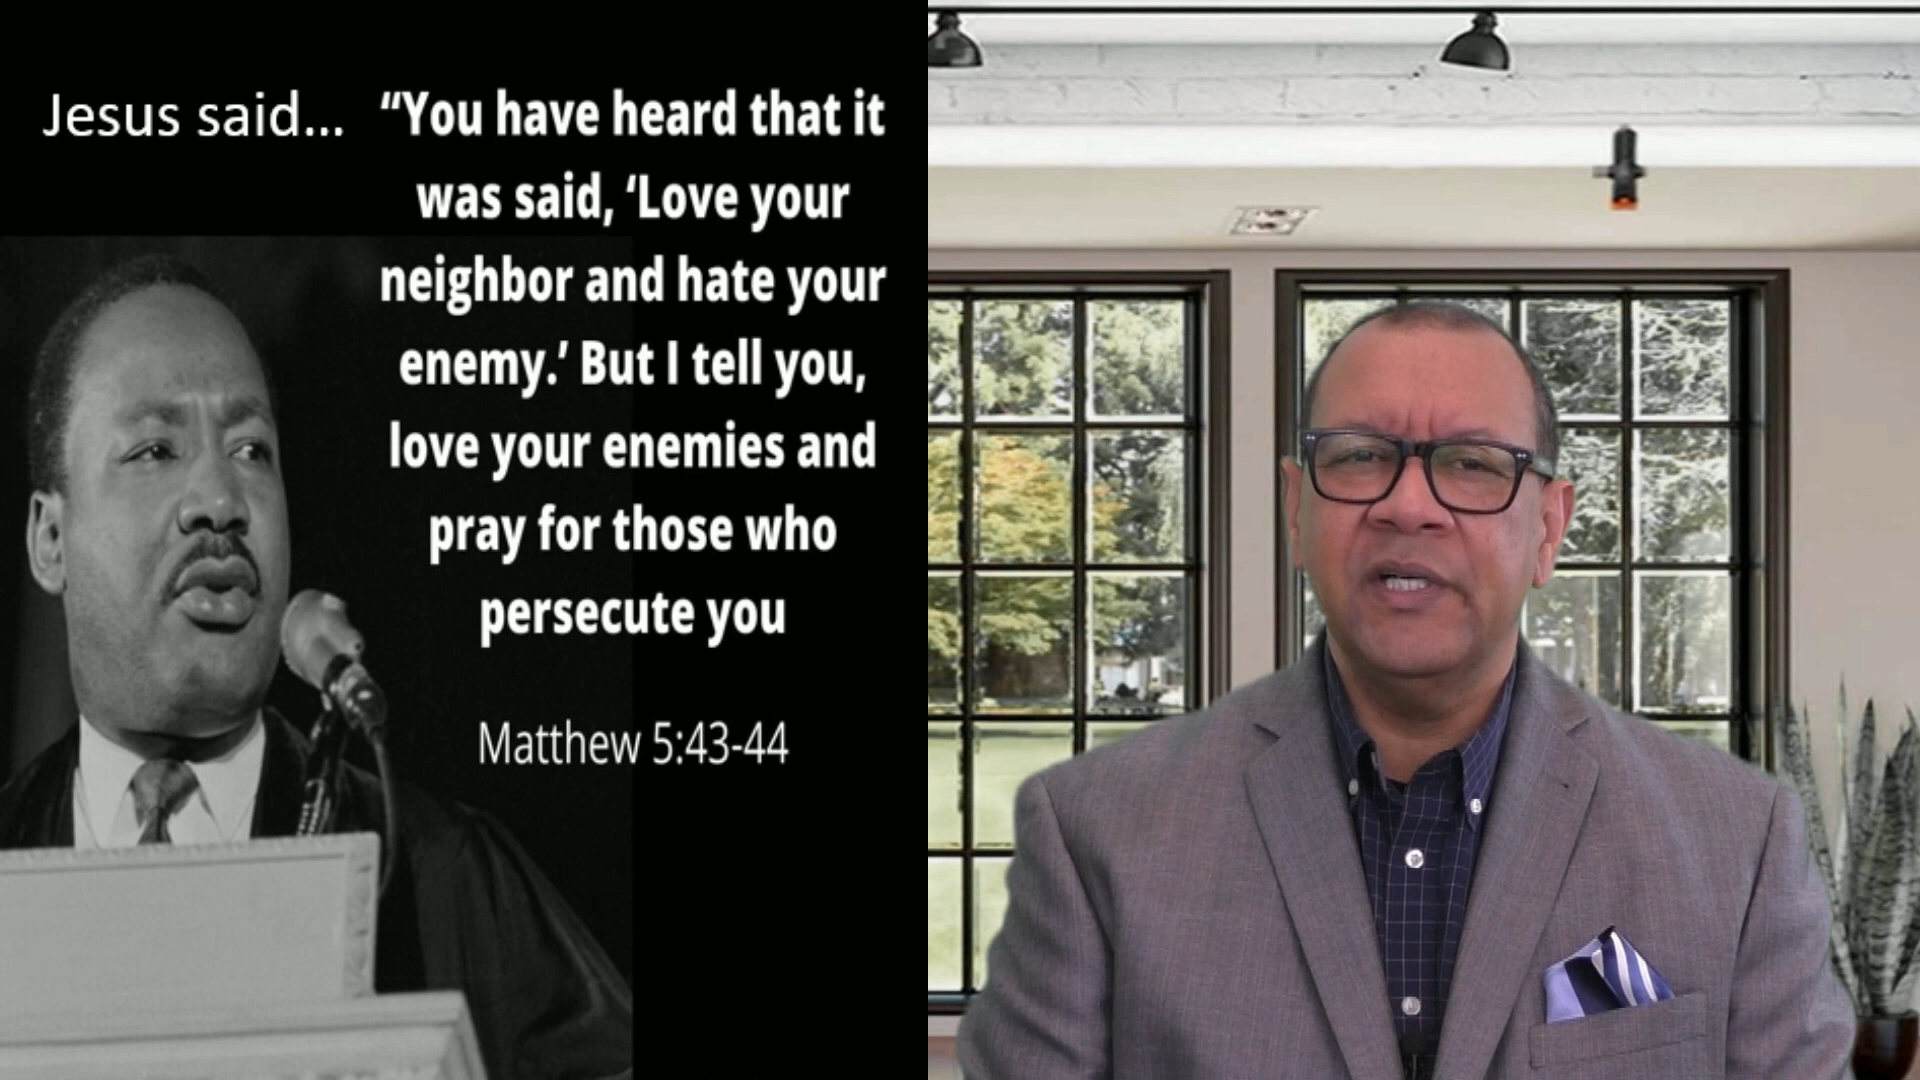 Jesus said...
“You have heard that it
was said, ‘Love your
neighbor and hate your
enemy.’ But I tell you,
love your enemies and
pray for those who
persecute you
Matthew 5:43-44